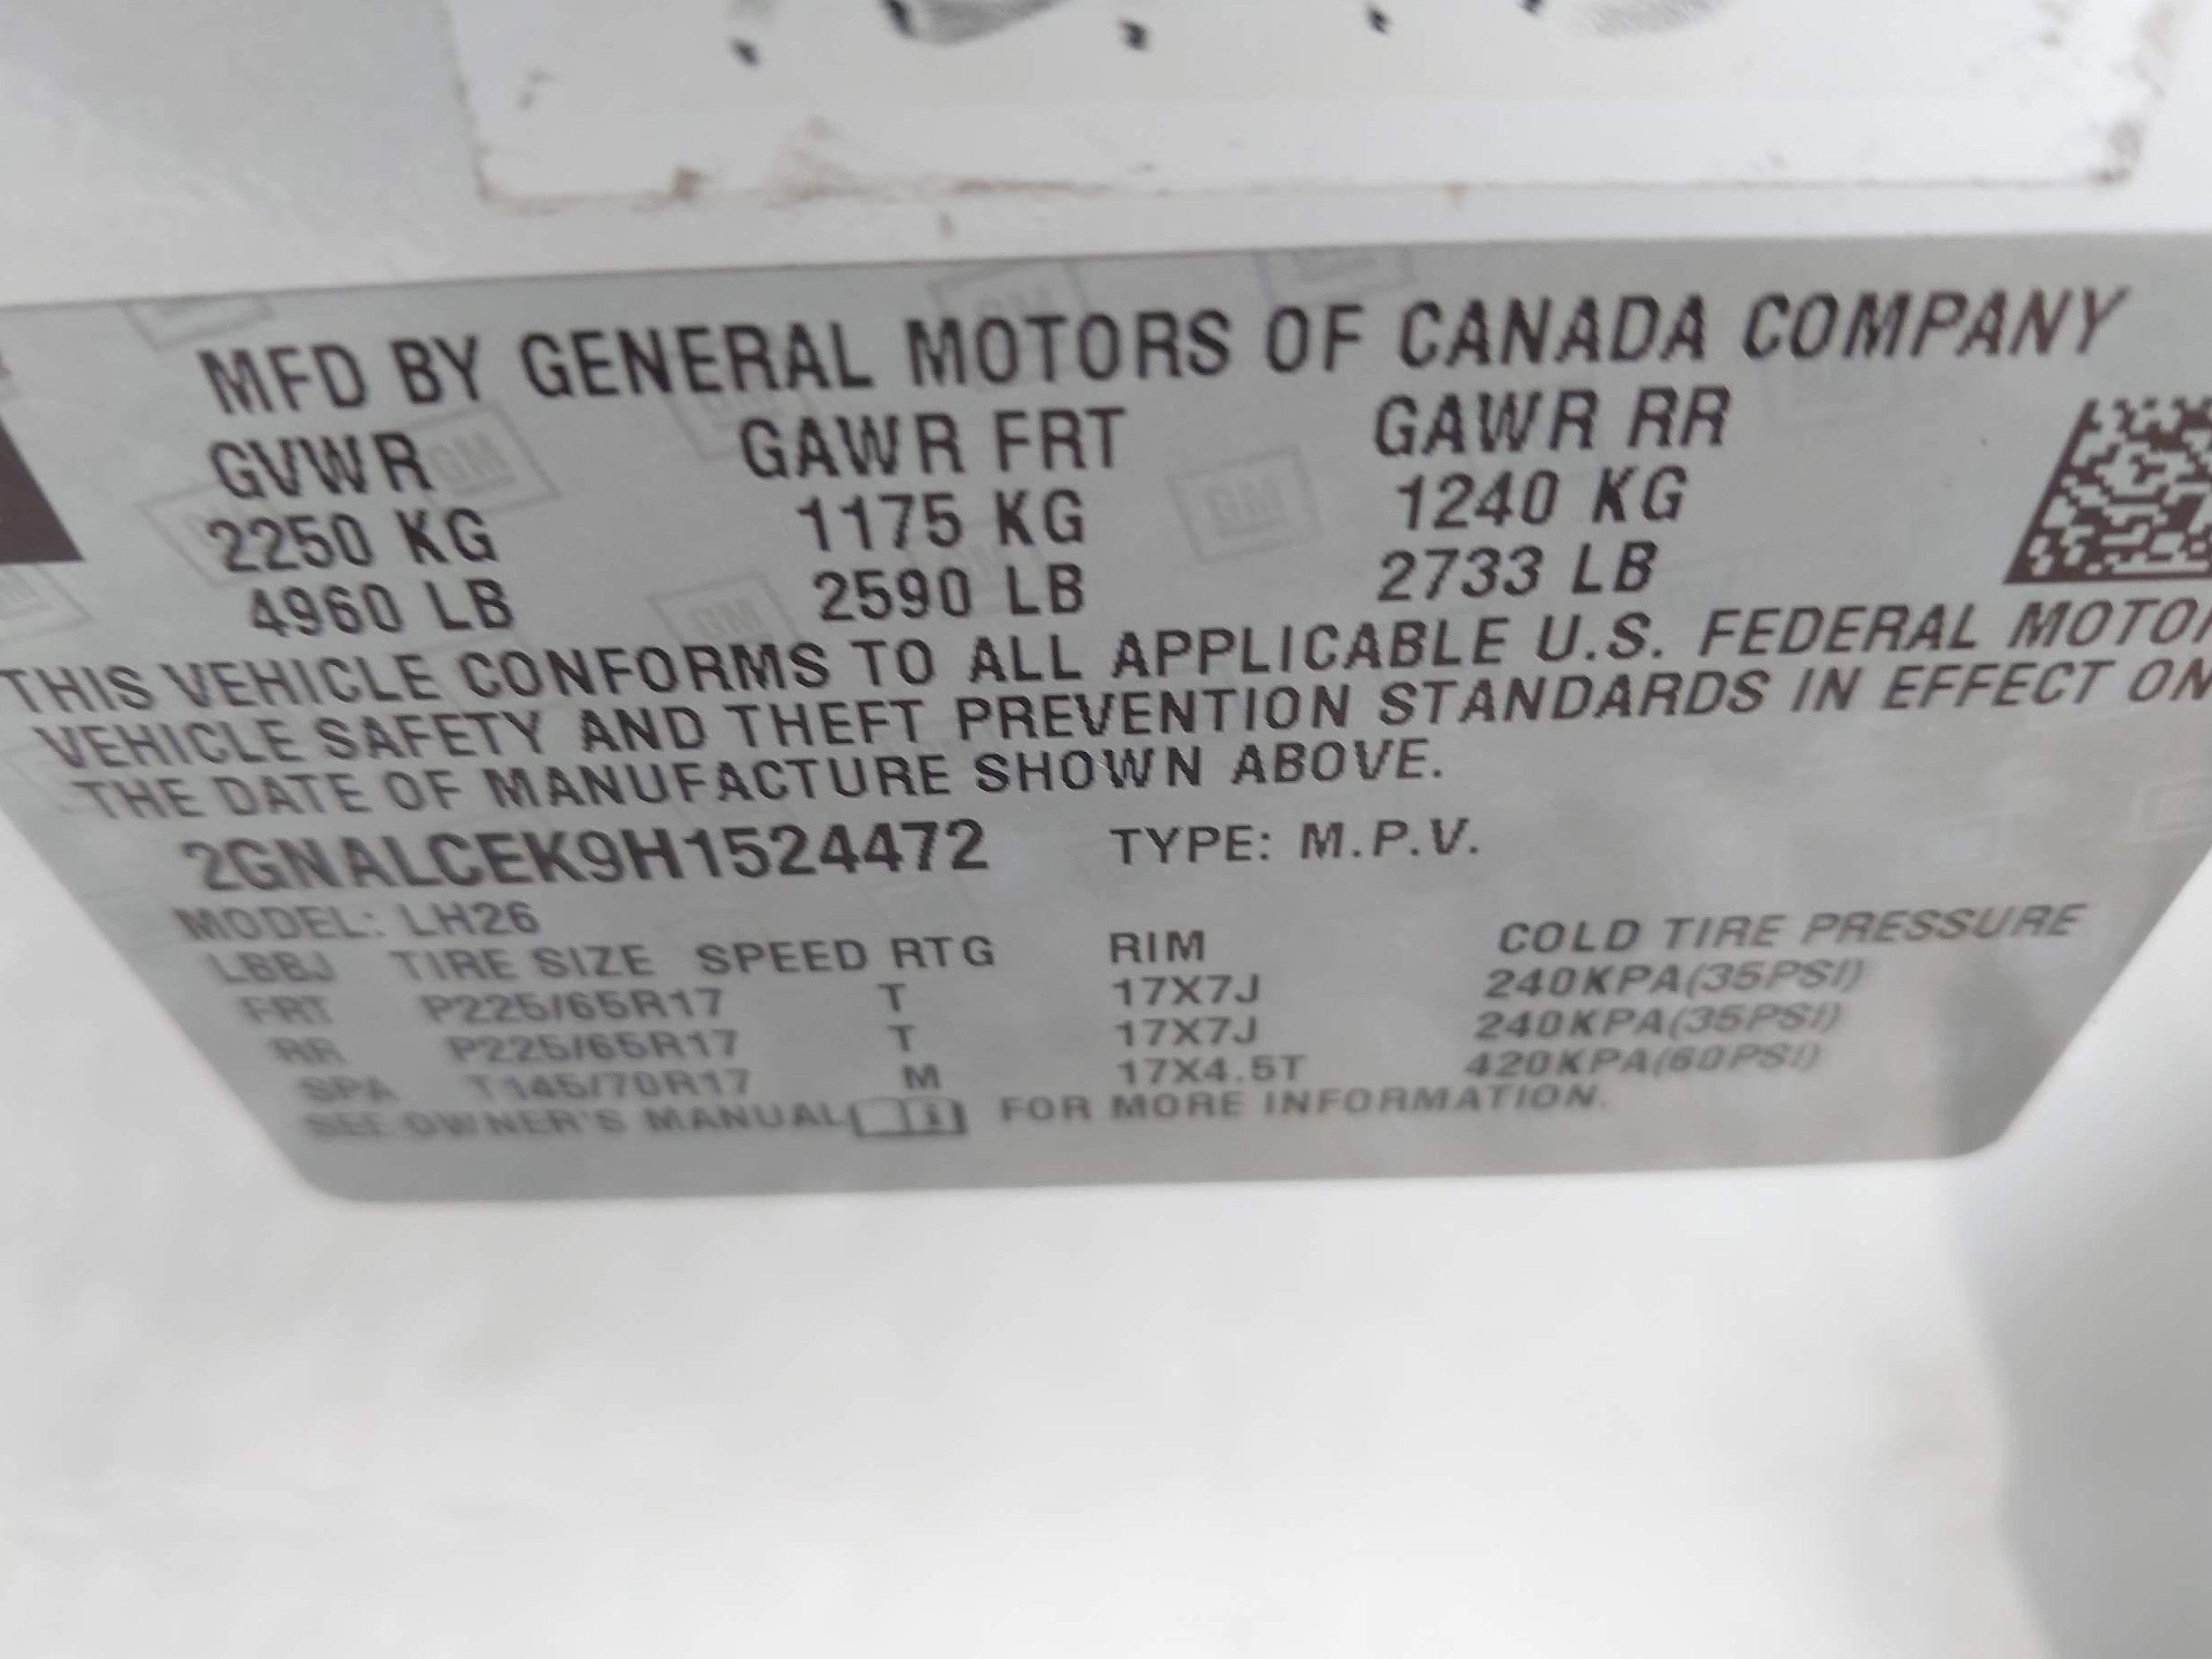 MFD BY GENERAL MOTORS OF CANADA COMPANY
GVWR GAWR FRT GAWR RR
2250 KG 1175 KG 1240 KG
4960 LB 2590 LB 2733 LB
THIS VEHICLE CONFORMS TO ALL APPLICABLE U.S. FEDERAL MOTOR
VEHICLE SAFETY AND THEFT PREVENTION STANDARDS IN EFFECT ON
THE DATE OF MANUFACTURE SHOWN ABOVE.
2GNALCEK9H1524472 TYPE: M.P.V.
MODEL: LH26
LBBJ TIRE SIZE SPEED RTG RIM COLD TIRE PRESSURE
FRT P225/65R17 T 17X7J 240KPA(35PSI)
RR P225/65R17 T 17X7J 240KPA(35PSI)
SPA T145/70R17 M 17X4.5T 420KPA(60PSI)
SEE OWNER'S MANUAL FOR MORE INFORMATION.